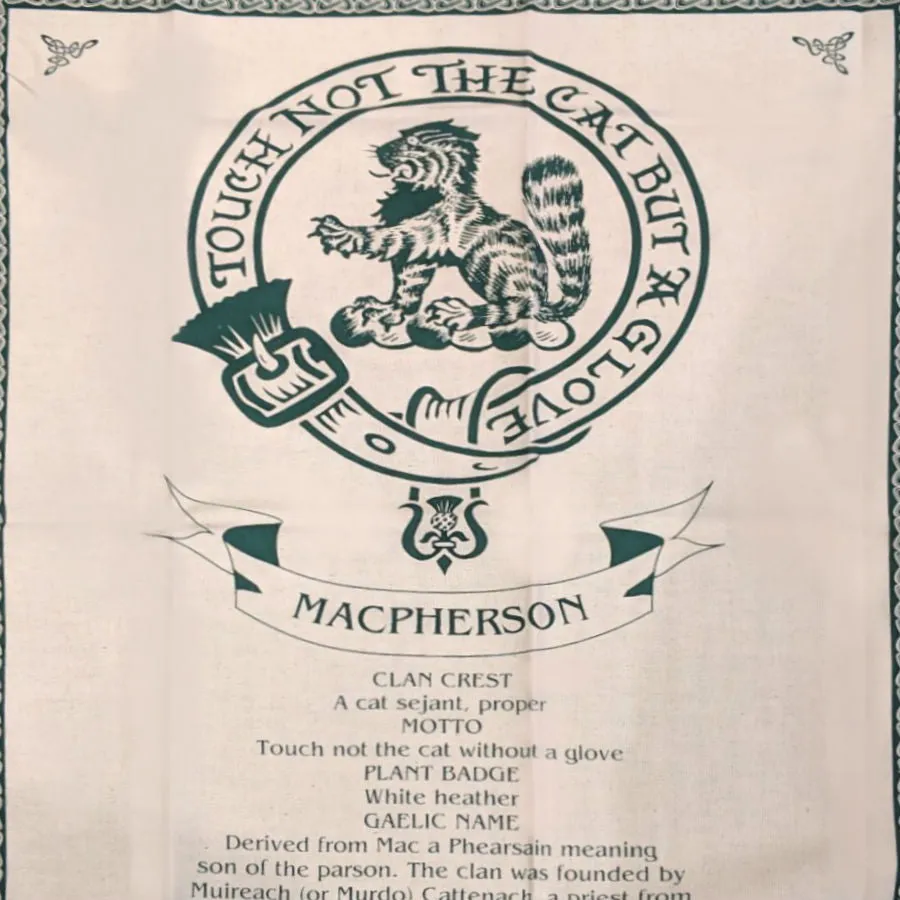 TOUCH NOT THE CAT BUT A GLOVE
MACPHERSON
CLAN CREST
A cat sejant, proper
MOTTO
Touch not the cat without a glove
PLANT BADGE
White heather
GAELIC NAME
Derived from Mac a Phearsain meaning
son of the parson. The clan was founded by
Muireach (or Murdo) Cattenach, a priest from